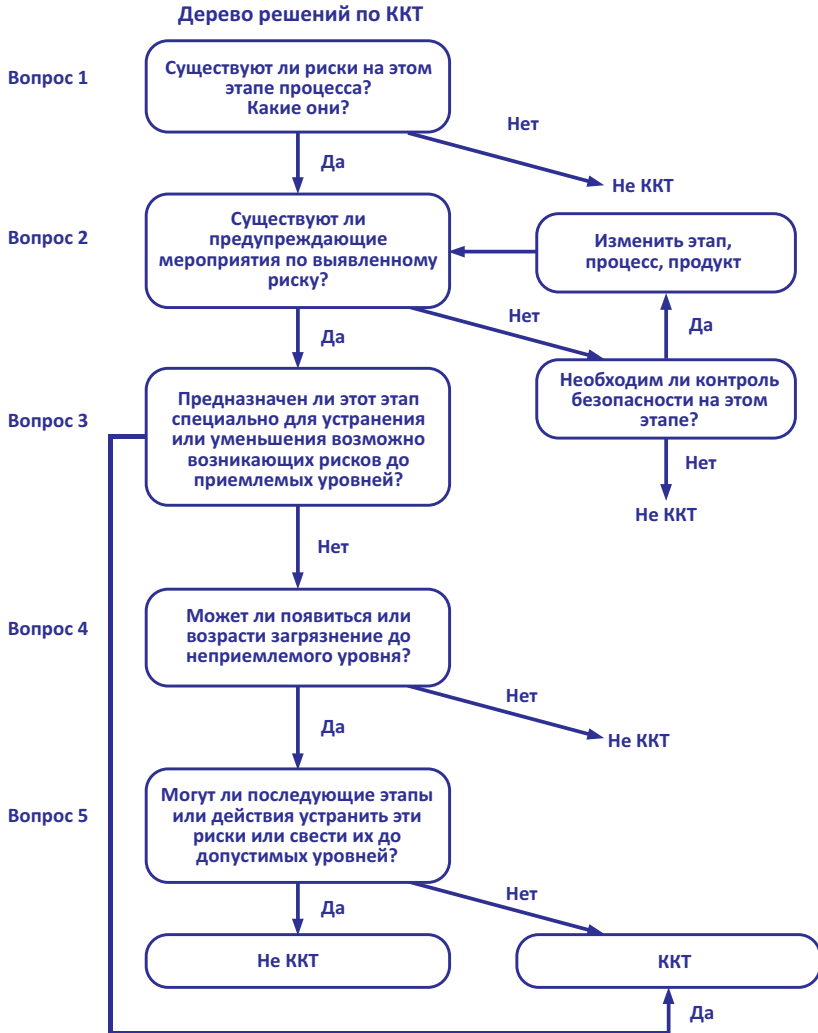 Дерево решений по ККТ
Вопрос 1
Существуют ли риски на этом
этапе процесса?
Какие они?
Нет
Да
Не ККТ
Вопрос 2
Существуют ли
предупреждающие
мероприятия по выявленному
риску?
Изменить этап,
процесс, продукт
Нет
Да
Да
Необходим ли контроль
безопасности на этом
этапе?
Вопрос 3
Предназначен ли этот этап
специально для устранения
или уменьшения возможно
возникающих рисков до
приемлемых уровней?
Нет
Не ККТ
Нет
Вопрос 4
Может ли появиться или
возрасти загрязнение до
неприемлемого уровня?
Нет
Да
Не ККТ
Вопрос 5
Могут ли последующие этапы
или действия устранить эти
риски или свести их до
допустимых уровней?
Нет
Да
Не ККТ
ККТ
Да